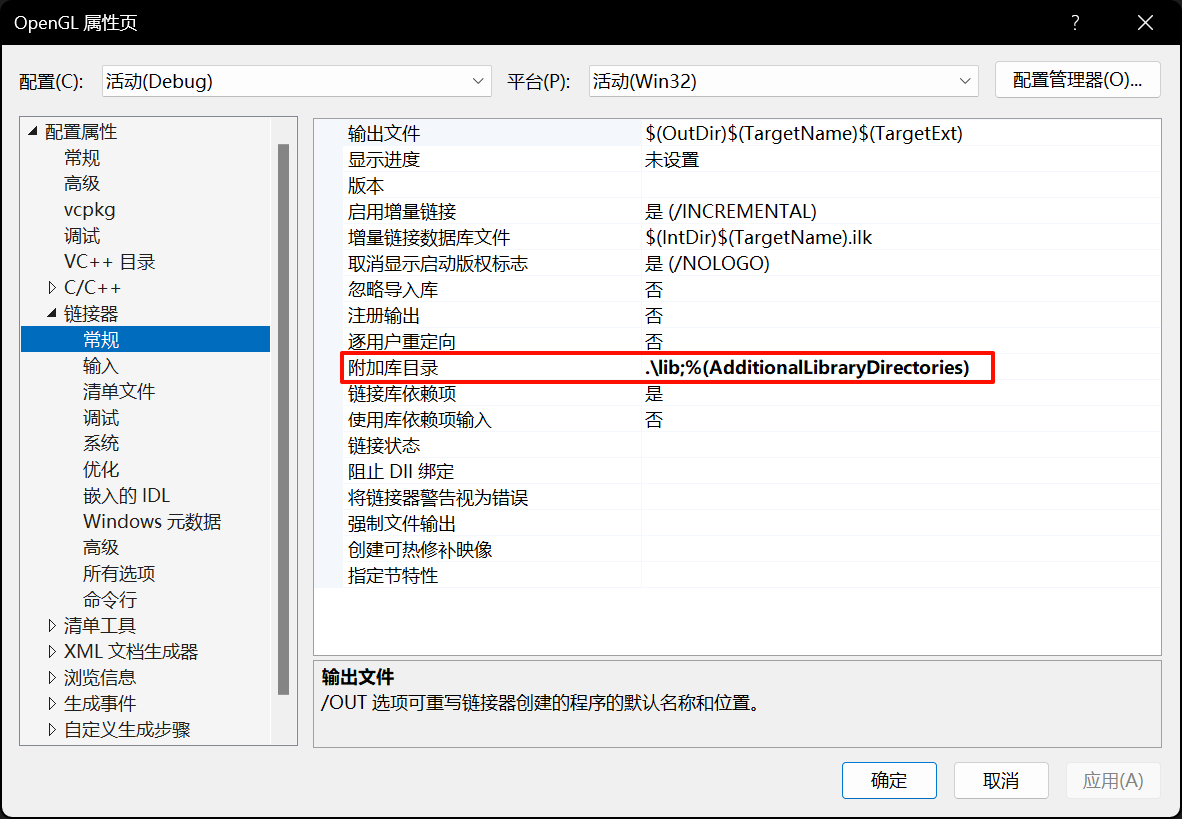 OpenGL 属性页
配置(C): 活动(Debug) 平台(P): 活动(Win32) 配置管理器(O)...
配置属性
常规
高级
vcpkg
调试
VC++ 目录
C/C++
链接器
常规
输入
清单文件
调试
系统
优化
嵌入的 IDL
Windows 元数据
高级
所有选项
命令行
清单工具
XML 文档生成器
浏览信息
生成事件
自定义生成步骤
输出文件 $(OutDir)$(TargetName)$(TargetExt)
显示进度 未设置
版本
启用增量链接 是 (/INCREMENTAL)
增量链接数据库文件 $(IntDir)$(TargetName).ilk
取消显示启动版权标志 是 (/NOLOGO)
忽略导入库 否
注册输出 否
逐用户重定向 否
附加库目录 .\lib;%(AdditionalLibraryDirectories)
链接库依赖项 是
使用库依赖项输入 否
链接状态
阻止 Dll 绑定
将链接器警告视为错误
强制文件输出
创建可热修补映像
指定节特性
输出文件
/OUT 选项可重写链接器创建的程序的默认名称和位置。
确定 取消 应用(A)